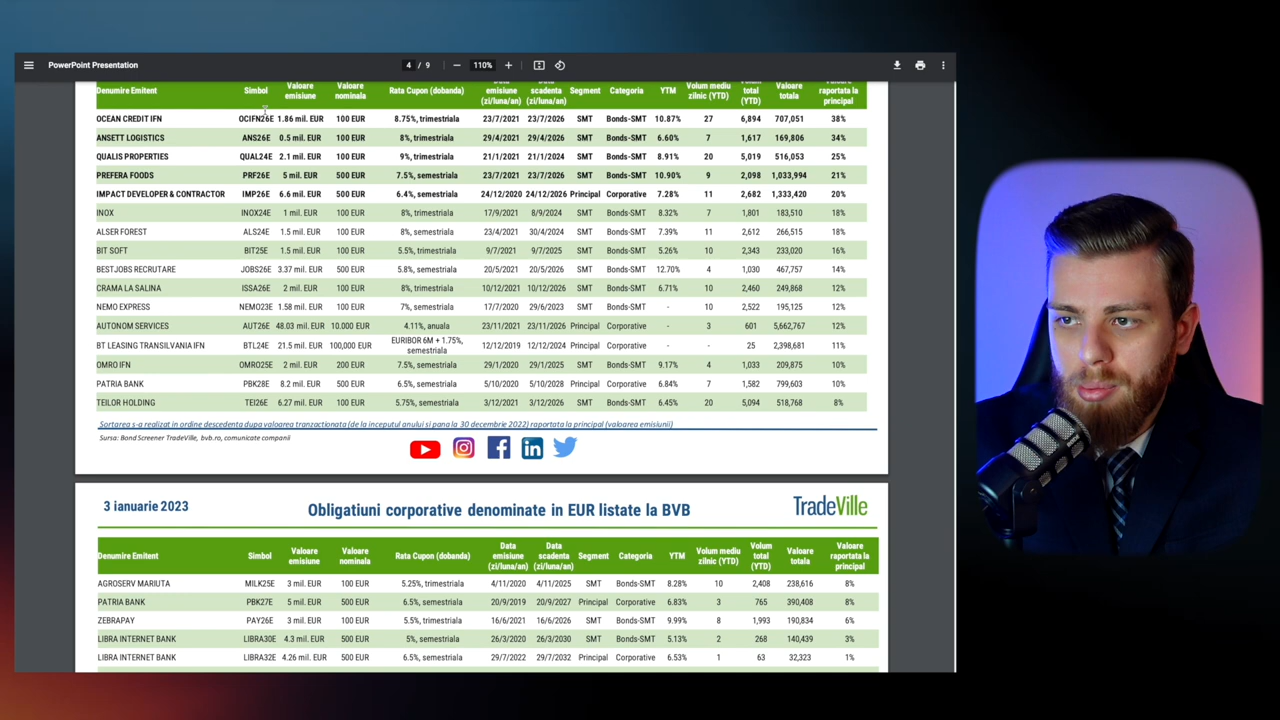 PowerPoint Presentation 4 / 9 110%
Denumire Emitent Simbol Valoare emisiune Valoare nominala Rata Cupon (dobanda) Data emisiune (zi/luna/an) Data scadenta (zi/luna/an) Segment Categoria YTM Volum mediu zilnic (YTD) Volum total (YTD) Valoare totala Valoare raportata la principal
OCEAN CREDIT IFN OCIFN26E 1.86 mil. EUR 100 EUR 8.75%, trimestriala 23/7/2021 23/7/2026 SMT Bonds-SMT 10.87% 27 6,894 707,051 38%
ANSETT LOGISTICS ANS26E 0.5 mil. EUR 100 EUR 8%, trimestriala 29/4/2021 29/4/2026 SMT Bonds-SMT 6.60% 7 1,617 169,806 34%
QUALIS PROPERTIES QUAL24E 2.1 mil. EUR 100 EUR 9%, trimestriala 21/1/2021 21/1/2024 SMT Bonds-SMT 8.91% 20 5,019 516,053 25%
PREFERA FOODS PRF26E 5 mil. EUR 500 EUR 7.5%, semestriala 23/7/2021 23/7/2026 SMT Bonds-SMT 10.90% 9 2,098 1,033,994 21%
IMPACT DEVELOPER & CONTRACTOR IMP26E 6.6 mil. EUR 500 EUR 6.4%, semestriala 24/12/2020 24/12/2026 Principal Corporative 7.28% 11 2,682 1,333,420 20%
INOX INOX24E 1 mil. EUR 100 EUR 8%, trimestriala 17/9/2021 8/9/2024 SMT Bonds-SMT 8.32% 7 1,801 183,510 18%
ALSER FOREST ALS24E 1.5 mil. EUR 100 EUR 8%, semestriala 23/4/2021 30/4/2024 SMT Bonds-SMT 7.39% 11 2,612 266,515 18%
BIT SOFT BIT25E 1.5 mil. EUR 100 EUR 5.5%, trimestriala 9/7/2021 9/7/2025 SMT Bonds-SMT 5.26% 10 2,343 233,020 16%
BESTJOBS RECRUTARE JOBS26E 3.37 mil. EUR 500 EUR 5.8%, semestriala 20/5/2021 20/5/2026 SMT Bonds-SMT 12.70% 4 1,030 467,757 14%
CRAMA LA SALINA ISSA26E 2 mil. EUR 100 EUR 8%, trimestriala 10/12/2021 10/12/2026 SMT Bonds-SMT 6.71% 10 2,460 249,868 12%
NEMO EXPRESS NEMO23E 1.58 mil. EUR 100 EUR 7%, semestriala 17/7/2020 29/6/2023 SMT Bonds-SMT - 10 2,522 195,125 12%
AUTONOM SERVICES AUT26E 48.03 mil. EUR 10.000 EUR 4.11%, anuala 23/11/2021 23/11/2026 Principal Corporative - 3 601 5,662,767 12%
BT LEASING TRANSILVANIA IFN BTL24E 21.5 mil. EUR 100,000 EUR EURIBOR 6M + 1.75%, semestriala 12/12/2019 12/12/2024 Principal Corporative - - 25 2,398,681 11%
OMRO IFN OMRO25E 2 mil. EUR 200 EUR 7.5%, semestriala 29/1/2021 29/1/2025 SMT Bonds-SMT 9.17% 4 1,033 209,875 10%
PATRIA BANK PBK28E 8.2 mil. EUR 500 EUR 6.5%, semestriala 5/10/2020 5/10/2028 Principal Corporative 6.84% 7 1,582 799,603 10%
TEILOR HOLDING TEI26E 6.27 mil. EUR 100 EUR 5.75%, semestriala 3/12/2021 3/12/2026 SMT Bonds-SMT 6.45% 20 5,094 518,768 8%
Sortarea s-a realizat in ordine descedenta dupa valoarea tranzactionata (de la inceputul anului si pana la 30 decembrie 2022) raportata la principal (valoarea emisiunii)
Sursa: Bond Screener TradeVille, bvb.ro, comunicate companii
3 ianuarie 2023 Obligatiuni corporative denominate in EUR listate la BVB TradeVille
Denumire Emitent Simbol Valoare emisiune Valoare nominala Rata Cupon (dobanda) Data emisiune (zi/luna/an) Data scadenta (zi/luna/an) Segment Categoria YTM Volum mediu zilnic (YTD) Volum total (YTD) Valoare totala Valoare raportata la principal
AGROSERV MARIUTA MILK25E 3 mil. EUR 100 EUR 5.25%, trimestriala 4/11/2020 4/11/2025 SMT Bonds-SMT 8.28% 10 2,408 238,616 8%
PATRIA BANK PBK27E 5 mil. EUR 500 EUR 6.5%, semestriala 20/9/2019 20/9/2027 Principal Corporative 6.83% 3 765 390,408 8%
ZEBRAPAY PAY26E 3 mil. EUR 100 EUR 5.5%, trimestriala 16/6/2021 16/6/2026 SMT Bonds-SMT 9.99% 8 1,993 190,834 6%
LIBRA INTERNET BANK LIBRA30E 4.3 mil. EUR 500 EUR 5%, semestriala 26/3/2020 26/3/2030 SMT Bonds-SMT 5.13% 2 268 140,439 3%
LIBRA INTERNET BANK LIBRA32E 4.26 mil. EUR 500 EUR 6.5%, semestriala 29/7/2022 29/7/2032 Principal Corporative 6.53% 1 63 32,323 1%